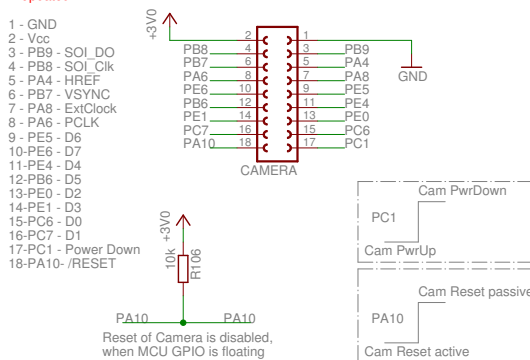 1 - GND
2 - Vcc
3 - PB9 - SOI_DO
4 - PB8 - SOI_Clk
5 - PA4 - HREF
6 - PB7 - VSYNC
7 - PA8 - ExtClock
8 - PA6 - PCLK
9 - PE5 - D6
10-PE6 - D7
11-PE4 - D4
12-PB6 - D5
13-PE0 - D2
14-PE1 - D3
15-PC6 - D0
16-PC7 - D1
17-PC1 - Power Down
18-PA10- /RESET
+3V0
2 1
PB8 4 3 PB9
PB7 6 5 PA4
PA6 8 7 PA8
PE6 10 9 PE5
PB6 12 11 PE4
PE1 14 13 PE0
PC7 16 15 PC6
PA10 18 17 PC1
GND
CAMERA
+3V0
10k
R106
PA10 PA10
Reset of Camera is disabled,
when MCU GPIO is floating
Cam PwrDown
PC1
Cam PwrUp
Cam Reset passive
PA10
Cam Reset active